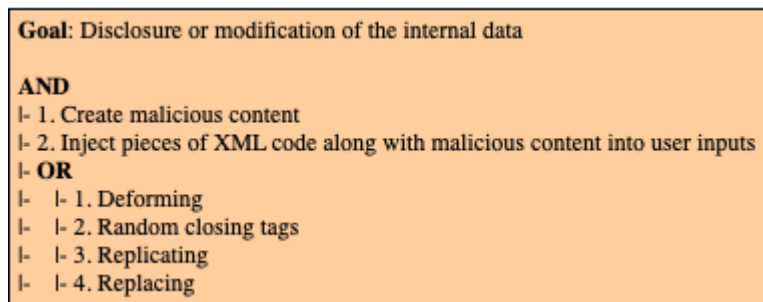 Goal: Disclosure or modification of the internal data
AND
|- 1. Create malicious content
|- 2. Inject pieces of XML code along with malicious content into user inputs
|- OR
|- |- 1. Deforming
|- |- 2. Random closing tags
|- |- 3. Replicating
|- |- 4. Replacing